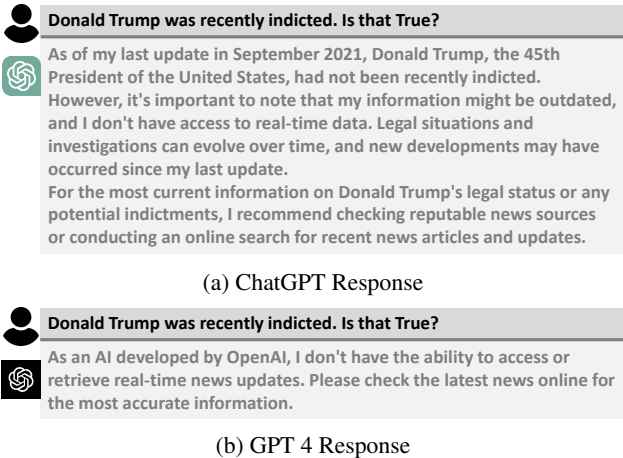 Donald Trump was recently indicted. Is that True?
As of my last update in September 2021, Donald Trump, the 45th
President of the United States, had not been recently indicted.
However, it's important to note that my information might be outdated,
and I don't have access to real-time data. Legal situations and
investigations can evolve over time, and new developments may have
occurred since my last update.
For the most current information on Donald Trump's legal status or any
potential indictments, I recommend checking reputable news sources
or conducting an online search for recent news articles and updates.
(a) ChatGPT Response
Donald Trump was recently indicted. Is that True?
As an AI developed by OpenAI, I don't have the ability to access or
retrieve real-time news updates. Please check the latest news online for
the most accurate information.
(b) GPT 4 Response